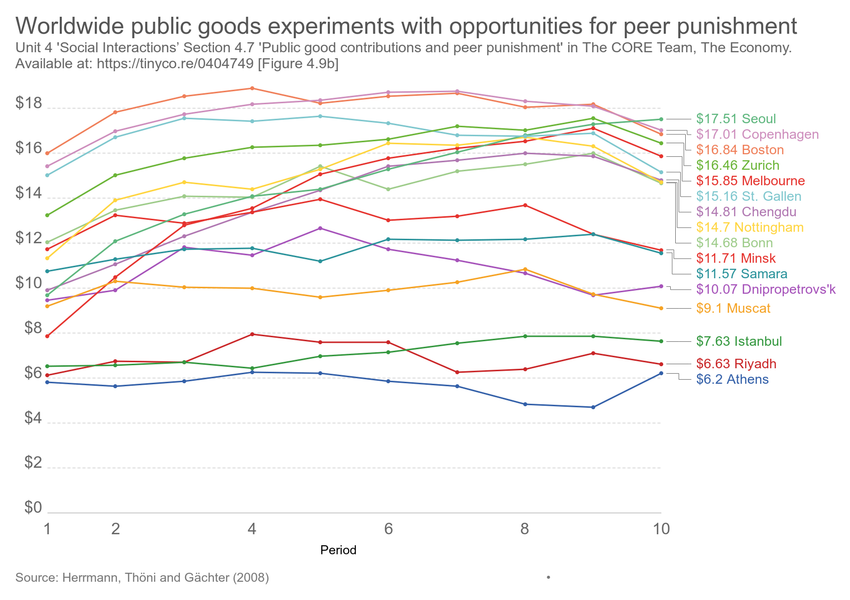 Worldwide public goods experiments with opportunities for peer punishment
Unit 4 'Social Interactions' Section 4.7 'Public good contributions and peer punishment' in The CORE Team, The Economy.
Available at: https://tinyco.re/0404749 [Figure 4.9b]
$18
$16
$14
$12
$10
$8
$6
$4
$2
$0
1
2
4
6
8
10
Period
$17.51 Seoul
$17.01 Copenhagen
$16.84 Boston
$16.46 Zurich
$15.85 Melbourne
$15.16 St. Gallen
$14.81 Chengdu
$14.7 Nottingham
$14.68 Bonn
$11.71 Minsk
$11.57 Samara
$10.07 Dnipropetrovs'k
$9.1 Muscat
$7.63 Istanbul
$6.63 Riyadh
$6.2 Athens
Source: Herrmann, Thöni and Gächter (2008)